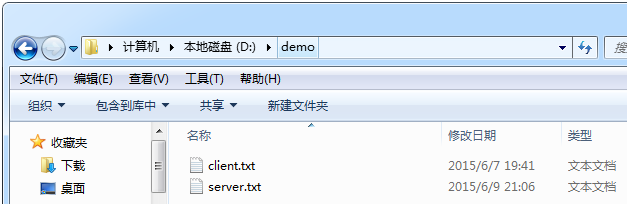 计算机 本地磁盘 (D:) demo 搜
文件(F) 编辑(E) 查看(V) 工具(T) 帮助(H)
组织 包含到库中 共享 新建文件夹
收藏夹
下载
桌面
名称 修改日期 类型
client.txt 2015/6/7 19:41 文本文档
server.txt 2015/6/9 21:06 文本文档